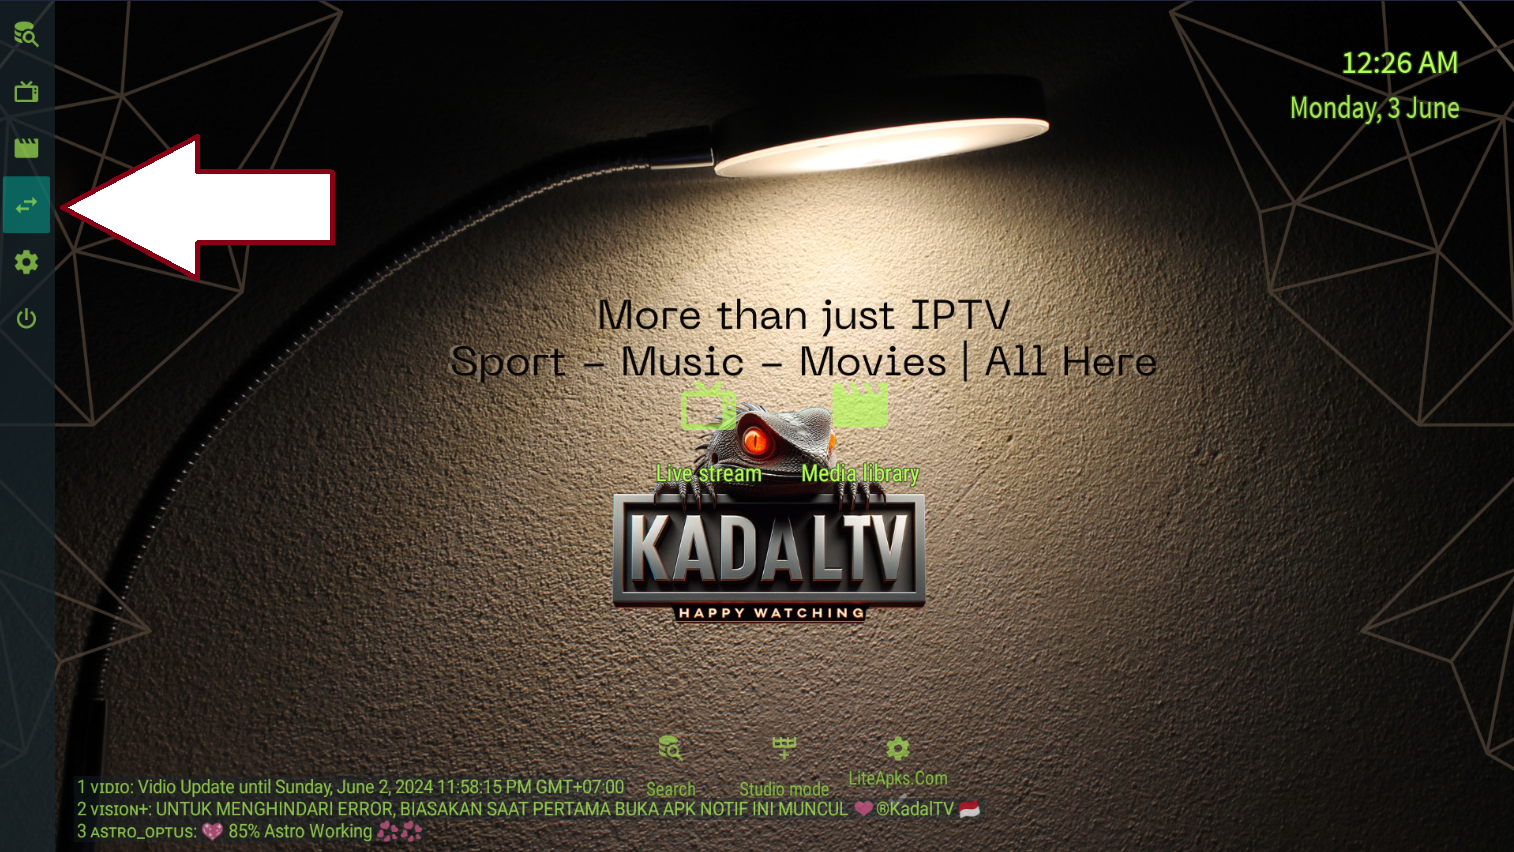 12:26 AM
Monday, 3 June
More than just IPTV
Sport – Music – Movies | All Here
Live stream
Media library
KADALTV
HAPPY WATCHING
Search
Studio mode
LiteApks.Com
1 ᴠɪᴅɪᴏ: Vidio Update until Sunday, June 2, 2024 11:58:15 PM GMT+07:00
2 ᴠɪsɪᴏɴ+: UNTUK MENGHINDARI ERROR, BIASAKAN SAAT PERTAMA BUKA APK NOTIF INI MUNCUL ❤️ ®KadalTV 🇮🇩
3 ᴀsᴛʀᴏ_ᴏᴘᴛᴜs: 💖 85% Astro Working 💞💞